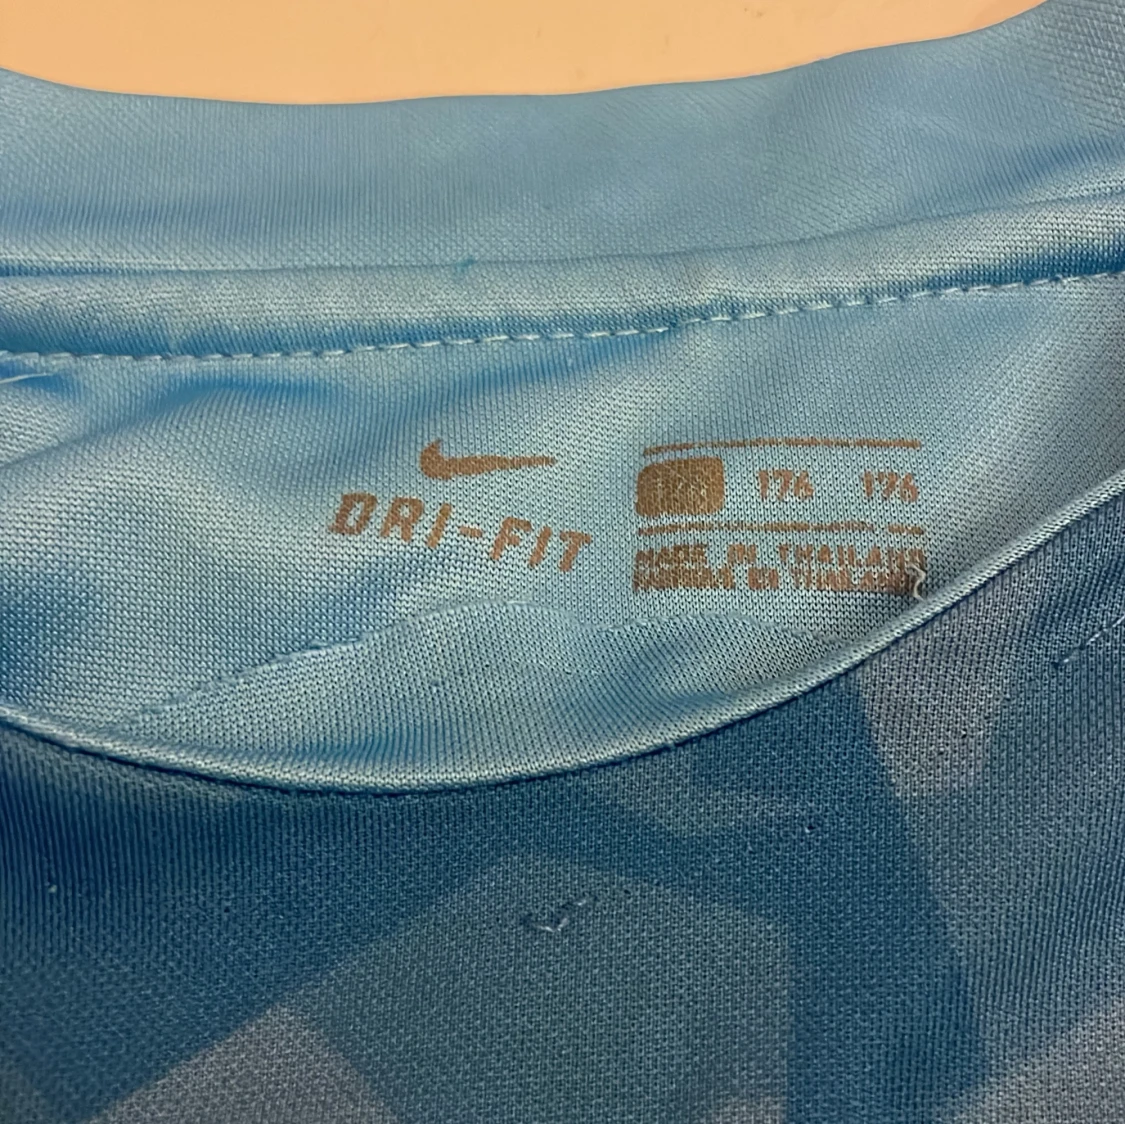 DRI-FIT
176 176
MADE IN THAILAND